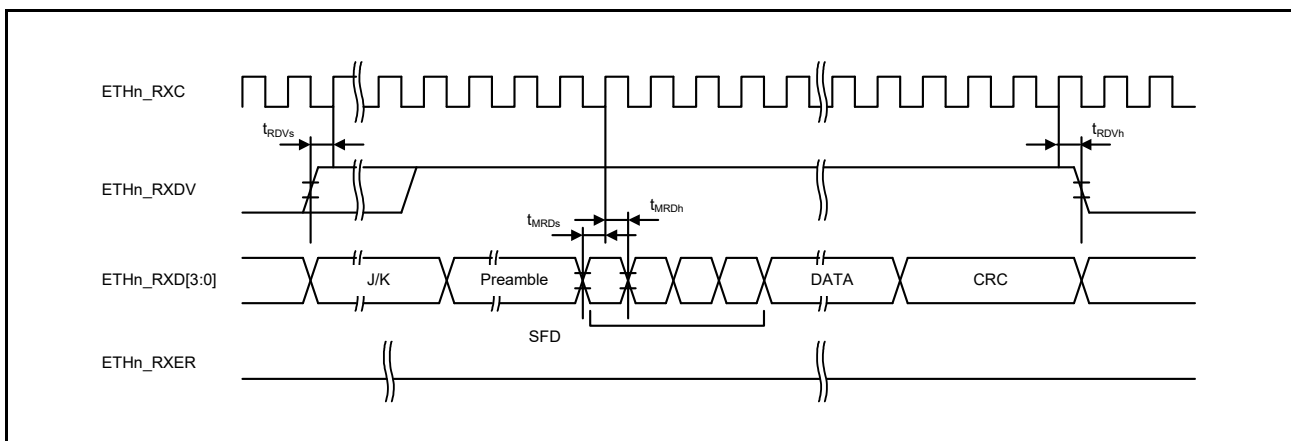 ETHn_RXC
tRDVs
tRDVh
ETHn_RXDV
tMRDs
tMRDh
ETHn_RXD[3:0]
J/K
Preamble
DATA
CRC
SFD
ETHn_RXER